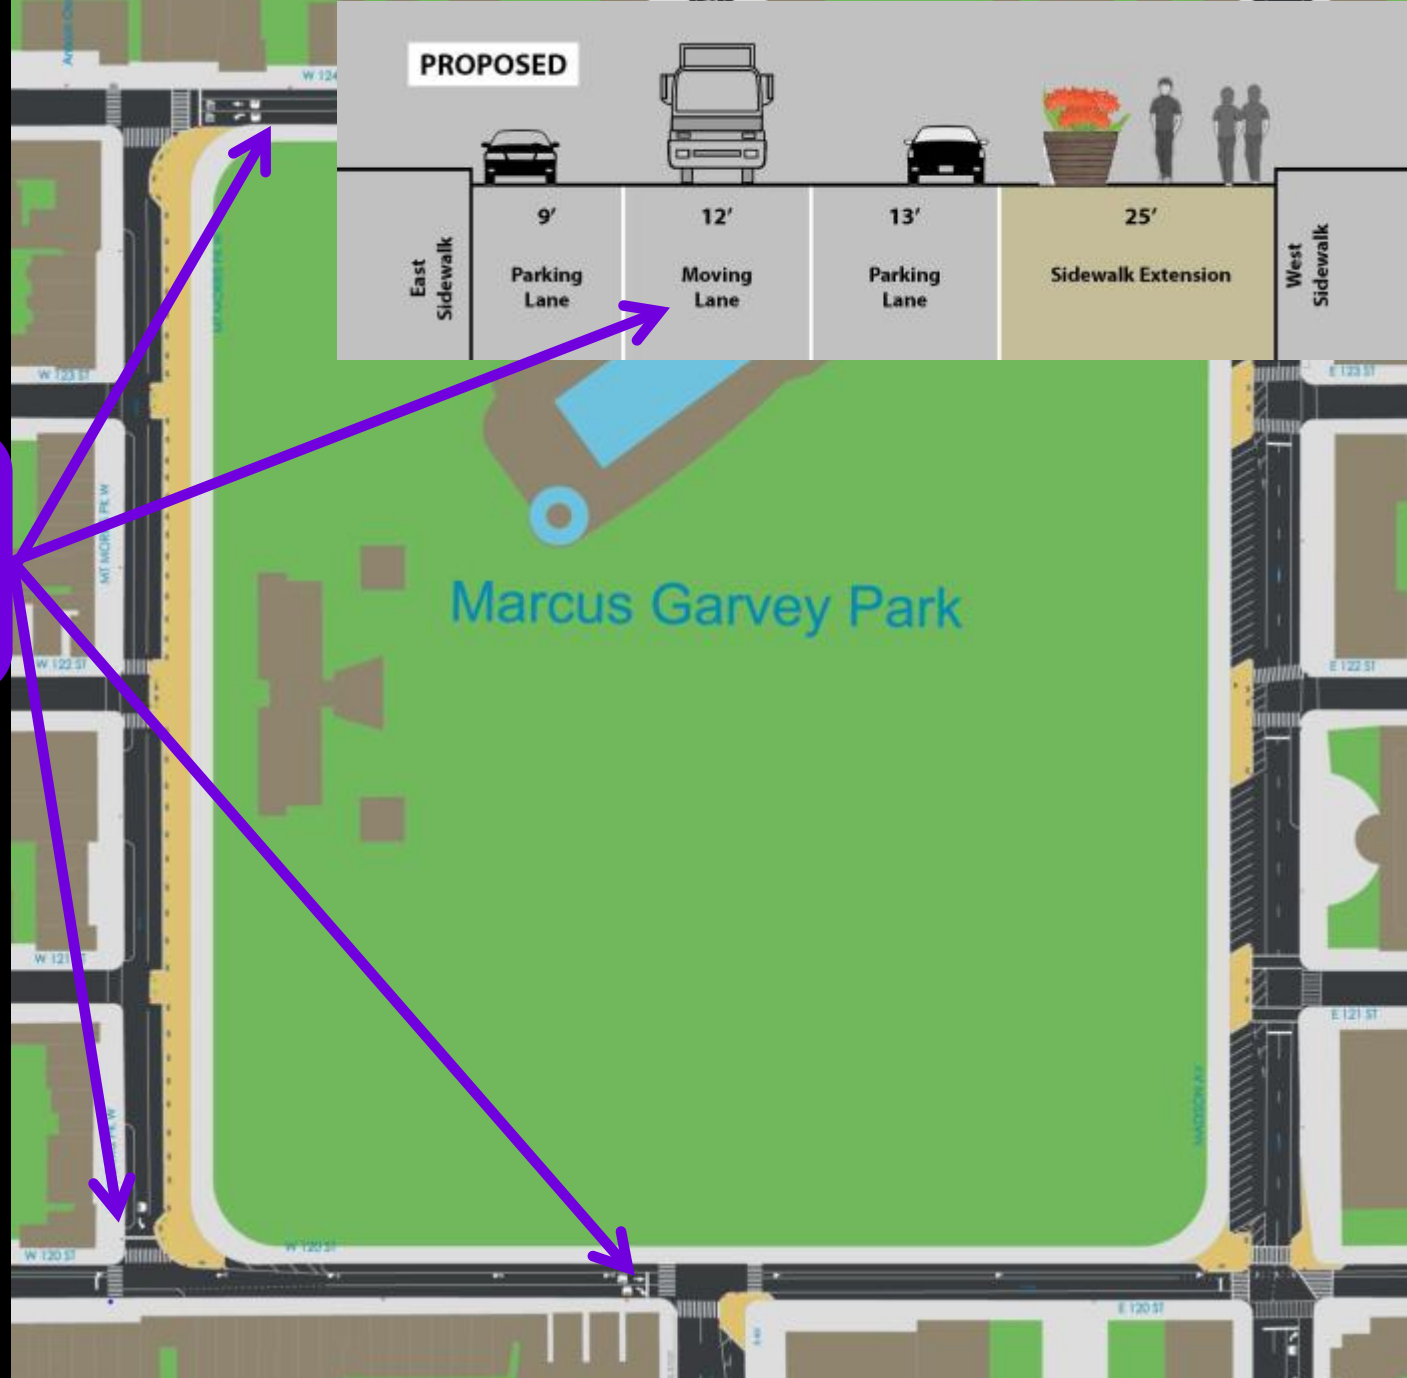 W 124
PROPOSED
9'
12'
13'
25'
Parking
Lane
Moving
Lane
Parking
Lane
Sidewalk Extension
East
Sidewalk
West
Sidewalk
W 123 ST
E 123 ST
Marcus Garvey Park
W 122 ST
E 122 ST
E 121 ST
MADISON AV
W 120 ST
W 120 ST
E 120 ST